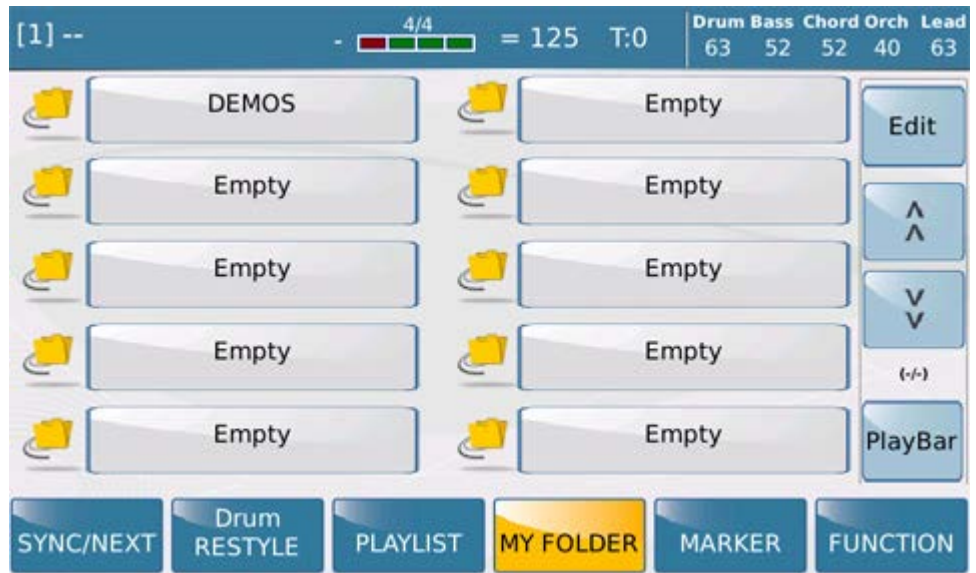 [1] --
- 4/4 = 125 T:0
Drum Bass Chord Orch Lead
63 52 52 40 63
DEMOS Empty
Edit
Empty Empty
^
^
Empty Empty
v
v
Empty Empty
(-/-)
Empty Empty
PlayBar
SYNC/NEXT
Drum
RESTYLE
PLAYLIST
MY FOLDER
MARKER
FUNCTION